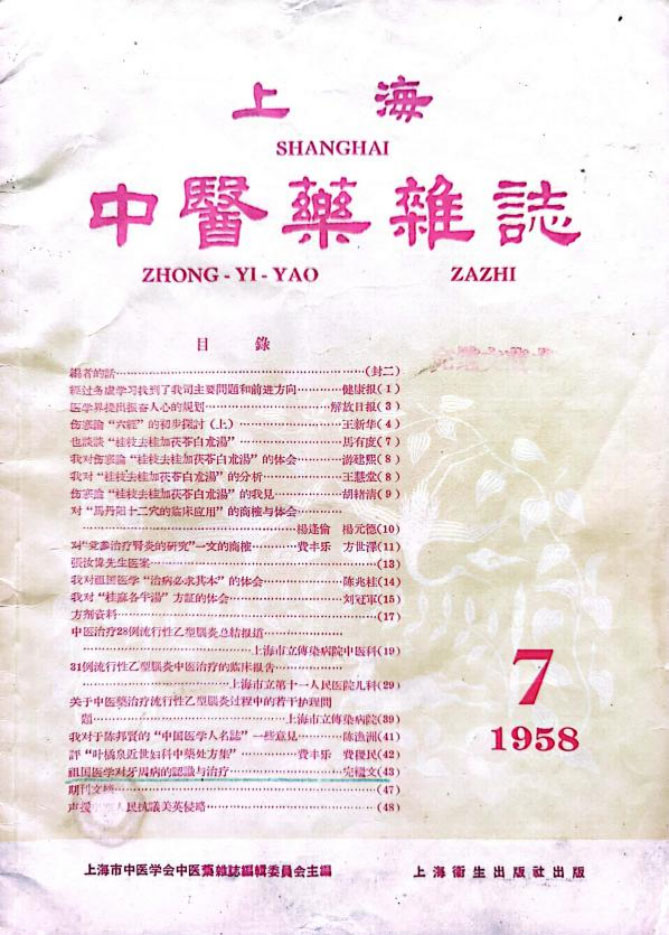 上海
SHANGHAI
中醫藥雜誌
ZHONG - YI - YAO ZAZHI
目 錄
編者的話……(封二)
經过务虛学习找到了我司主要問題和前进方向……健康报(1)
医学界提出振奋人心的規划……解放日报(3)
伤寒論“六經”的初步探討(上)……王新华(4)
也談談“桂枝去桂加茯苓白朮湯”……馬有度(7)
我对伤寒論“桂枝去桂加茯苓白朮湯”的体会……游建熙(8)
我对“桂枝去桂加茯苓白朮湯”的分析……王慧堂(8)
伤寒論“桂枝去桂加茯苓白朮湯”的我見……胡緒清(9)
对“馬丹阳十二穴的临床应用”的商榷与体会……
……楊逢倫 楊元德(10)
对“党参治疗腎炎的研究”一文的商榷……費丰乐 方世澤(11)
張汝偉先生医案……(13)
我对祖国医学“治病必求其本”的体会……陈兆桂(14)
我对“桂麻各半湯”方証的体会……刘冠軍(15)
方剂資料……(17)
中医治疗28例流行性乙型腦炎总結报道……
……上海市立傳染病院中医科(19)
31例流行性乙型腦炎中医治疗的临床报告……
……上海市立第十一人民医院儿科(29)
关于中医藥治疗流行性乙型腦炎过程中的若干护理問
題……上海市立傳染病院(39)
我对于陈邦賢的“中国医学人名誌”一些意見……陈漁洲(41)
評“叶橘泉近世妇科中藥处方集”……費丰乐 費稷民(42)
祖国医学对牙周病的認識与治疗……文(43)
期刊文摘……(47)
声援 人民抗議美英侵略……(48)
7
1958
上海市中医学会中医藥雜誌編輯委員会主編 上海衛生出版社出版